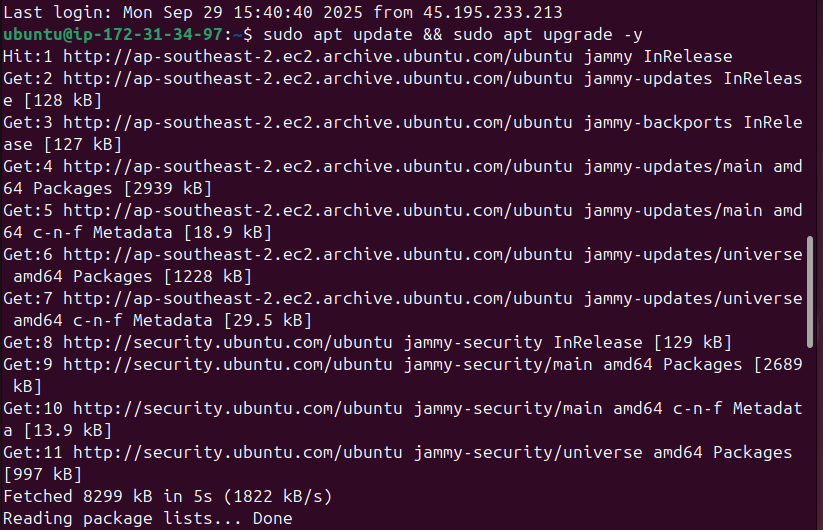 Last login: Mon Sep 29 15:40:40 2025 from 45.195.233.213
ubuntu@ip-172-31-34-97:~$ sudo apt update && sudo apt upgrade -y
Hit:1 http://ap-southeast-2.ec2.archive.ubuntu.com/ubuntu jammy InRelease
Get:2 http://ap-southeast-2.ec2.archive.ubuntu.com/ubuntu jammy-updates InReleas
e [128 kB]
Get:3 http://ap-southeast-2.ec2.archive.ubuntu.com/ubuntu jammy-backports InRele
ase [127 kB]
Get:4 http://ap-southeast-2.ec2.archive.ubuntu.com/ubuntu jammy-updates/main amd
64 Packages [2939 kB]
Get:5 http://ap-southeast-2.ec2.archive.ubuntu.com/ubuntu jammy-updates/main amd
64 c-n-f Metadata [18.9 kB]
Get:6 http://ap-southeast-2.ec2.archive.ubuntu.com/ubuntu jammy-updates/universe
 amd64 Packages [1228 kB]
Get:7 http://ap-southeast-2.ec2.archive.ubuntu.com/ubuntu jammy-updates/universe
 amd64 c-n-f Metadata [29.5 kB]
Get:8 http://security.ubuntu.com/ubuntu jammy-security InRelease [129 kB]
Get:9 http://security.ubuntu.com/ubuntu jammy-security/main amd64 Packages [2689
 kB]
Get:10 http://security.ubuntu.com/ubuntu jammy-security/main amd64 c-n-f Metadat
a [13.9 kB]
Get:11 http://security.ubuntu.com/ubuntu jammy-security/universe amd64 Packages
[997 kB]
Fetched 8299 kB in 5s (1822 kB/s)
Reading package lists... Done